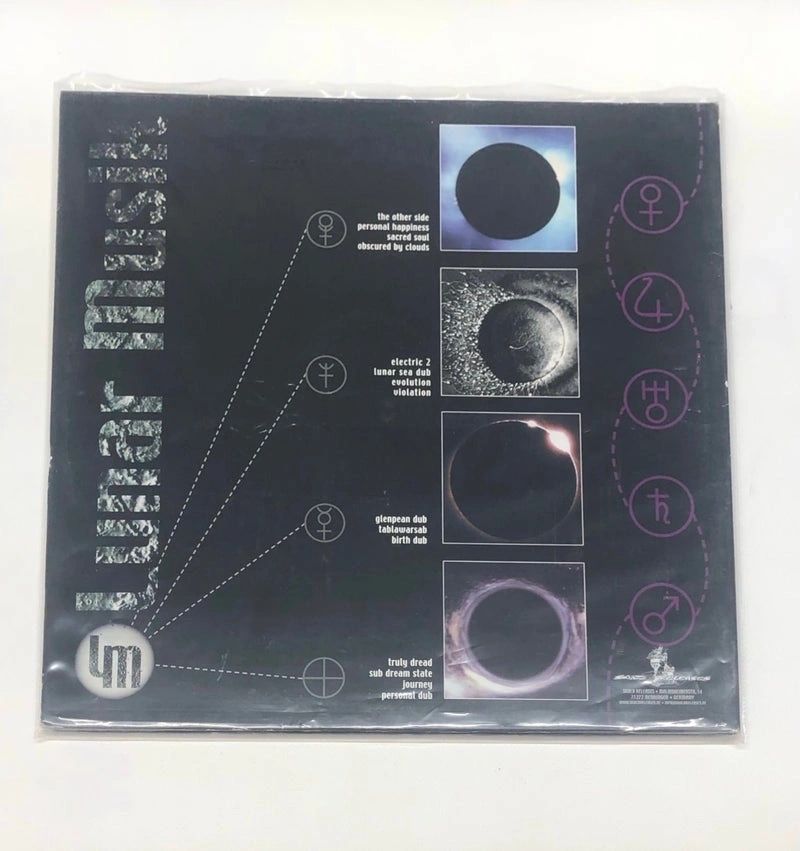 lunar musik
the other side
personal happiness
sacred soul
obscured by clouds
electric 2
lunar sea dub
evolution
violation
glenpean dub
tablawarsab
birth dub
truly dread
sub dream state
journey
personal dub
lm
GERMANY